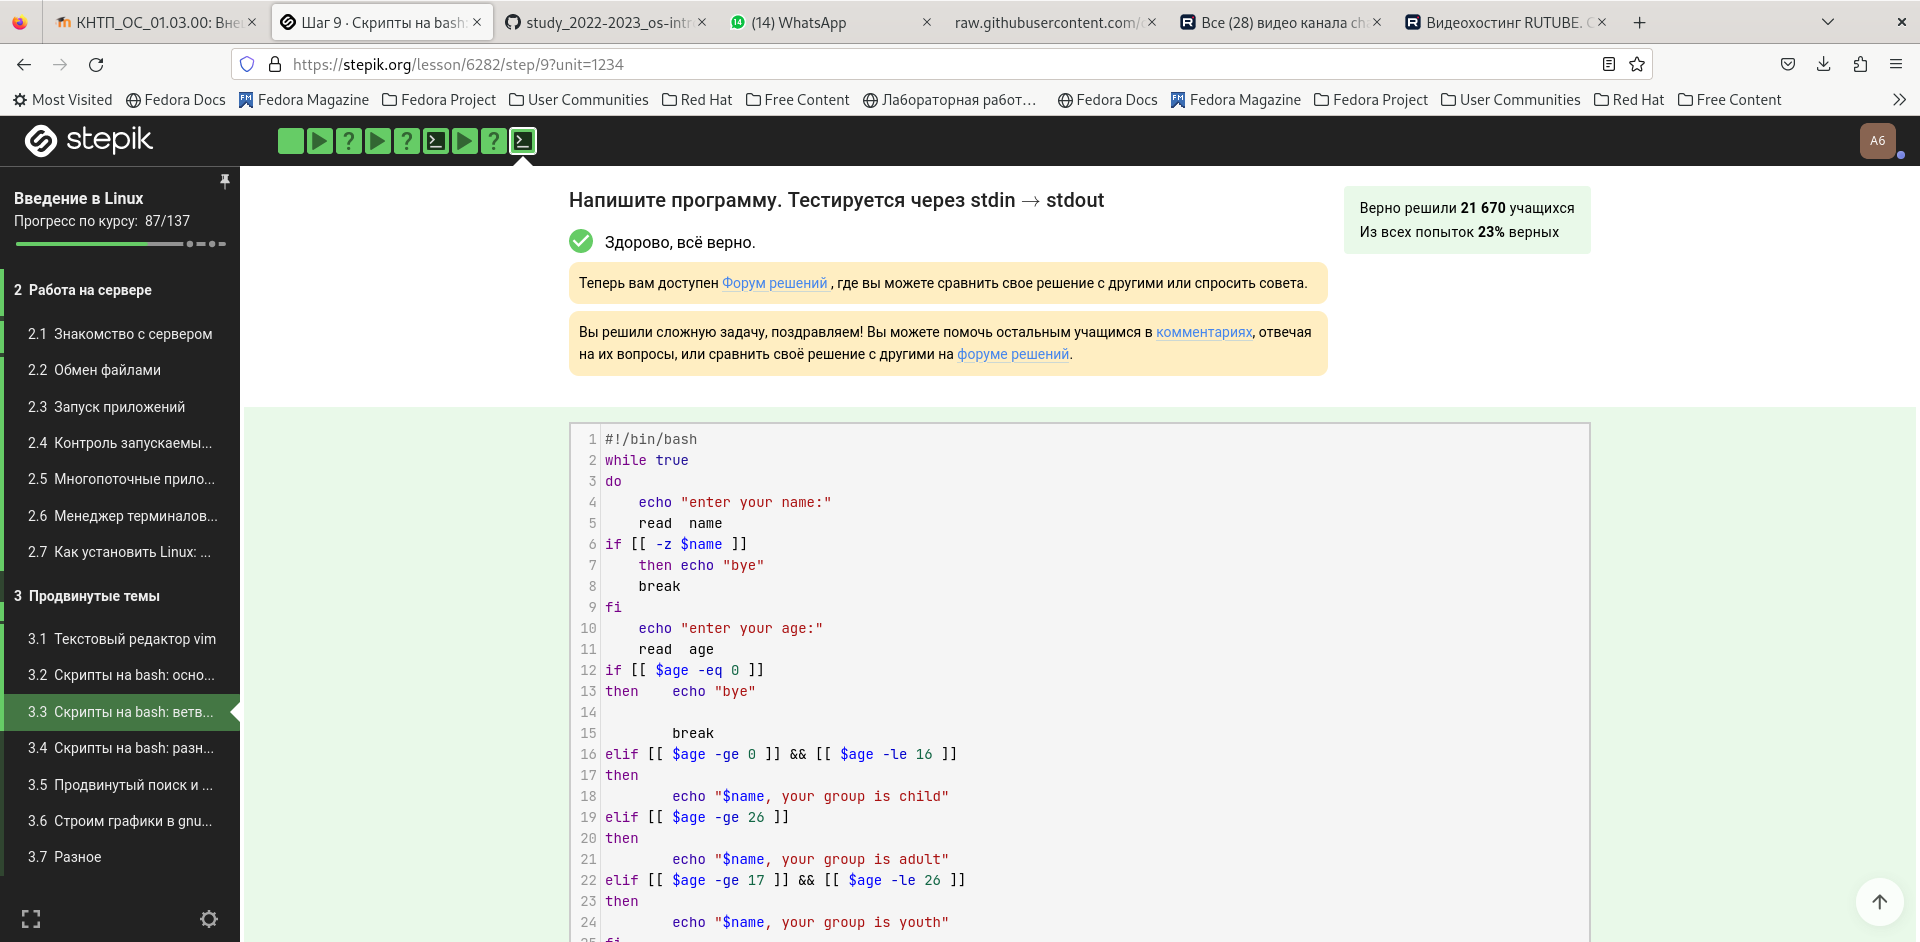 КНТП_ОС_01.03.00: Вне
Шаг 9 · Скрипты на bash:
study_2022-2023_os-intr
(14) WhatsApp
raw.githubusercontent.com/
Все (28) видео канала ch
Видеохостинг RUTUBE. С
https://stepik.org/lesson/6282/step/9?unit=1234
Most Visited Fedora Docs Fedora Magazine Fedora Project User Communities Red Hat Free Content Лабораторная работ… Fedora Docs Fedora Magazine Fedora Project User Communities Red Hat Free Content
stepik
A6
Введение в Linux
Прогресс по курсу: 87/137
2 Работа на сервере
2.1 Знакомство с сервером
2.2 Обмен файлами
2.3 Запуск приложений
2.4 Контроль запускаемы...
2.5 Многопоточные прило...
2.6 Менеджер терминалов...
2.7 Как установить Linux: ...
3 Продвинутые темы
3.1 Текстовый редактор vim
3.2 Скрипты на bash: осно...
3.3 Скрипты на bash: ветв...
3.4 Скрипты на bash: разн...
3.5 Продвинутый поиск и ...
3.6 Строим графики в gnu...
3.7 Разное
Напишите программу. Тестируется через stdin → stdout
Здорово, всё верно.
Теперь вам доступен Форум решений , где вы можете сравнить свое решение с другими или спросить совета.
Вы решили сложную задачу, поздравляем! Вы можете помочь остальным учащимся в комментариях, отвечая
на их вопросы, или сравнить своё решение с другими на форуме решений.
Верно решили 21 670 учащихся
Из всех попыток 23% верных
1 #!/bin/bash
2 while true
3 do
4     echo "enter your name:"
5     read  name
6 if [[ -z $name ]]
7     then echo "bye"
8     break
9 fi
10     echo "enter your age:"
11     read  age
12 if [[ $age -eq 0 ]]
13 then    echo "bye"
14
15         break
16 elif [[ $age -ge 0 ]] && [[ $age -le 16 ]]
17 then
18         echo "$name, your group is child"
19 elif [[ $age -ge 26 ]]
20 then
21         echo "$name, your group is adult"
22 elif [[ $age -ge 17 ]] && [[ $age -le 26 ]]
23 then
24         echo "$name, your group is youth"
25 fi